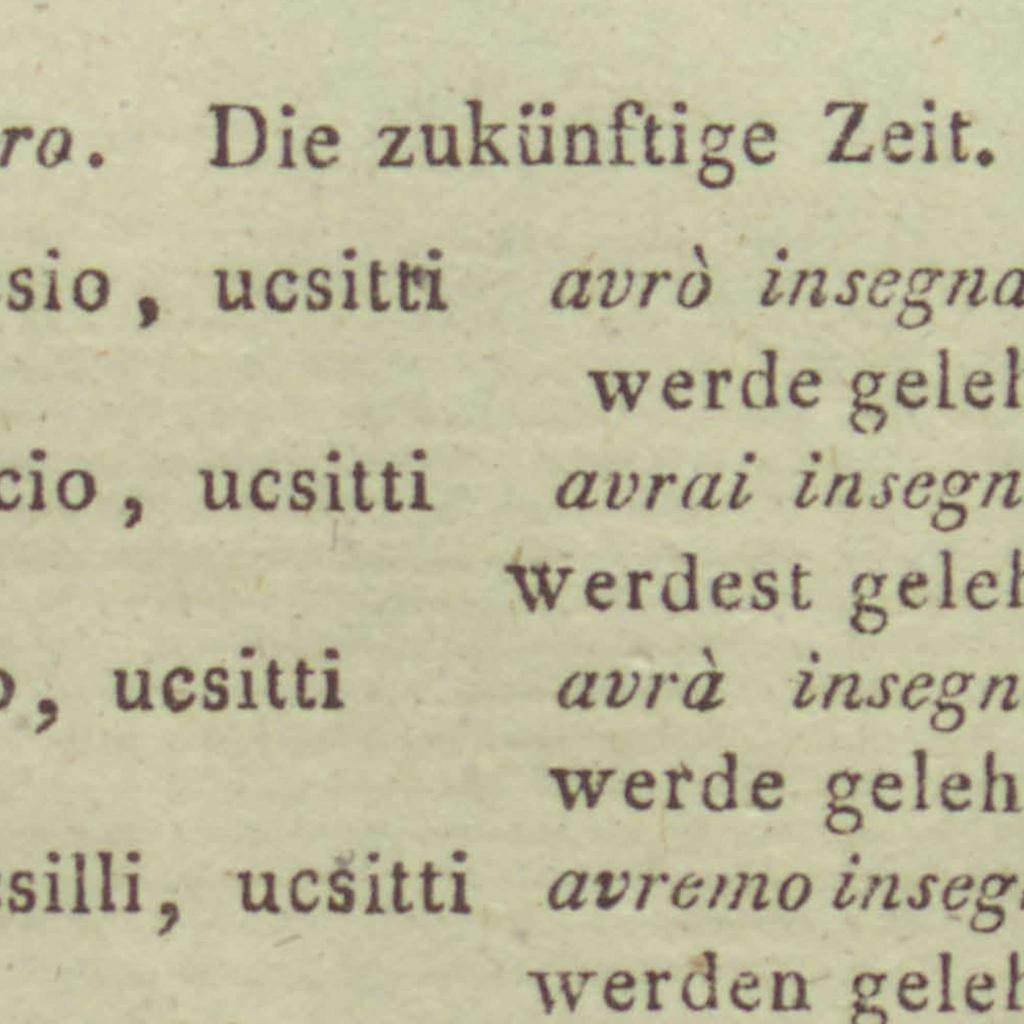 ro. Die zukünftige Zeit.
sio, ucsitti avrò insegna
werde geleh
cio, ucsitti avrai insegn
werdest geleh
o, ucsitti avrà insegn
werde geleh
silli, ucsitti avremo inseg
werden geleh